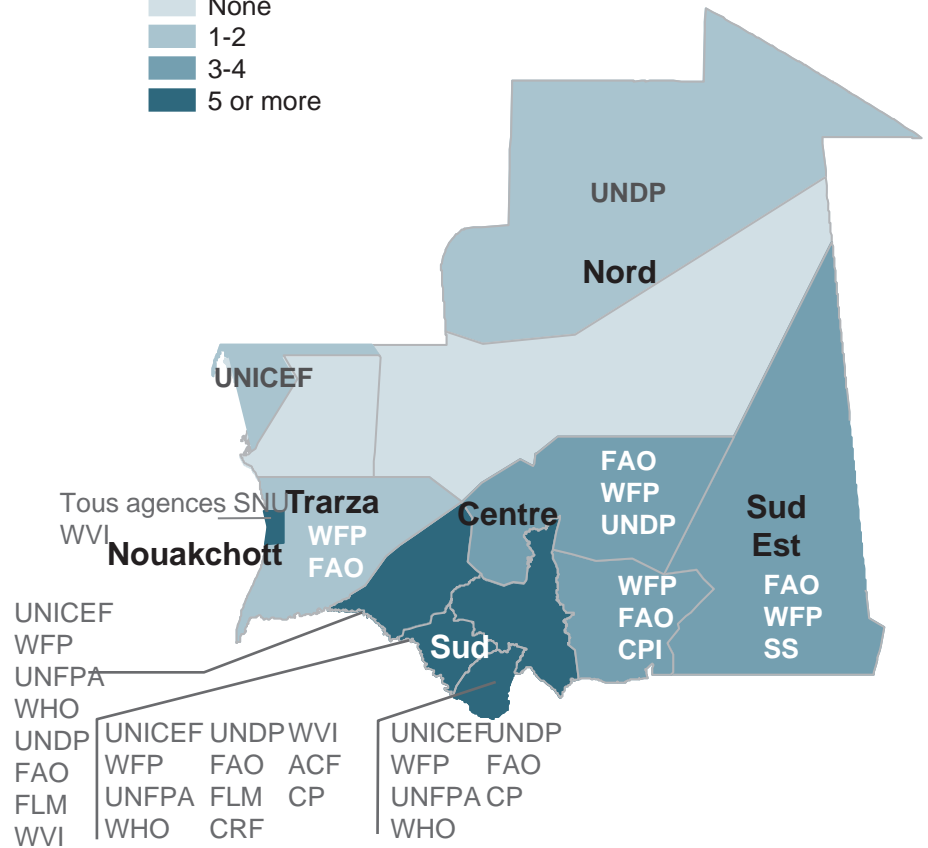 None
1-2
3-4
5 or more
UNDP
Nord
UNICEF
FAO
WFP
UNDP
Tous agences SNU
WVI
Trarza
WFP
FAO
Nouakchott
Centre
Sud
Est
FAO
WFP
SS
WFP
FAO
CPI
Sud
UNICEF
WFP
UNFPA
WHO
UNDP
FAO
FLM
WVI
UNICEF UNDP WVI
WFP FAO ACF
UNFPA FLM CP
WHO CRF
UNICEF UNDP
WFP FAO
UNFPA CP
WHO